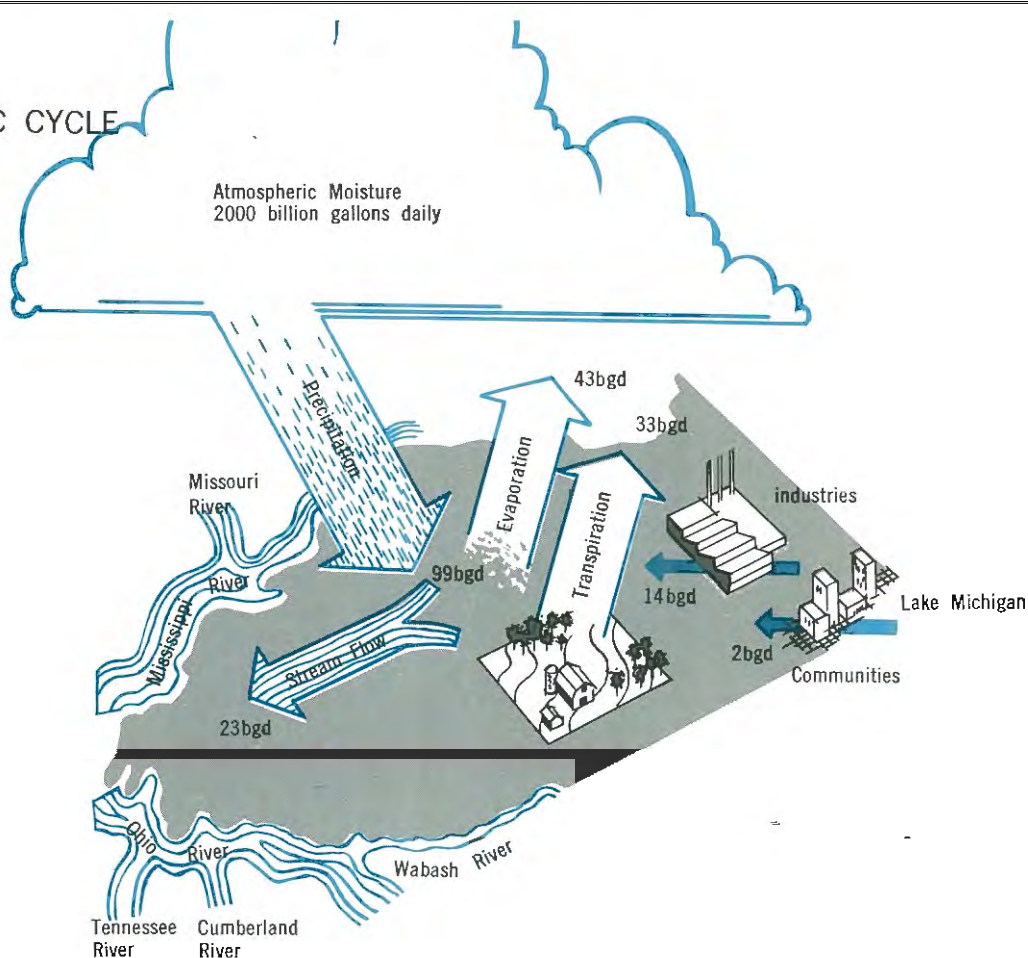 C CYCLE
Atmospheric Moisture
2000 billion gallons daily
Precipitation
43bgd
33bgd
Evaporation
Transpiration
industries
Missouri
River
Mississippi River
99bgd
14bgd
Lake Michigan
2bgd
Communities
Stream Flow
23bgd
Ohio River
Wabash River
Tennessee
River
Cumberland
River